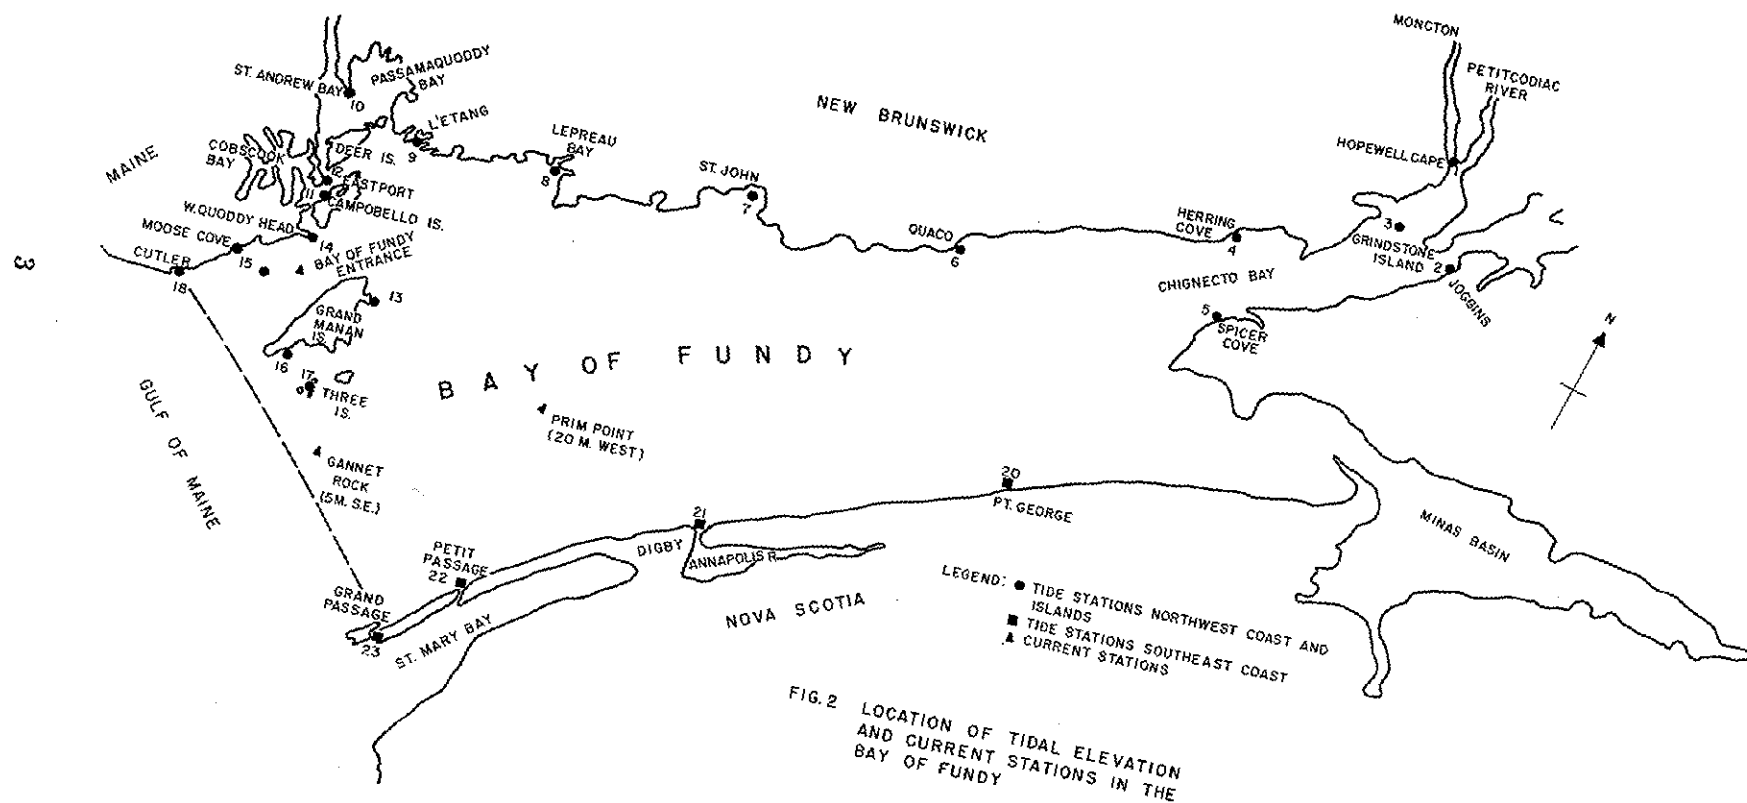 MONCTON
PETITCODIAC
RIVER
NEW BRUNSWICK
PASSAMAQUODDY
BAY
ST. ANDREW BAY
10
L'ETANG
9
LEPREAU
BAY
8
ST. JOHN
7
HOPEWELL CAPE
1
MAINE
COBSCOOK
BAY
DEER IS.
12
EASTPORT
11
CAMPOBELLO IS.
W. QUODDY HEAD
14
MOOSE COVE
15
BAY OF FUNDY
ENTRANCE
CUTLER
18
QUACO
6
HERRING
COVE
4
3
GRINDSTONE
ISLAND
2
JOGGINS
CHIGNECTO BAY
5
SPICER
COVE
N
3
13
GRAND
MANAN
IS.
16
17
THREE
IS.
BAY OF FUNDY
GULF OF MAINE
PRIM POINT
(20 M. WEST)
GANNET
ROCK
(5M. S.E.)
20
PT. GEORGE
MINAS BASIN
21
DIGBY
ANNAPOLIS R.
PETIT
PASSAGE
22
GRAND
PASSAGE
23
ST. MARY BAY
NOVA SCOTIA
LEGEND:
TIDE STATIONS NORTHWEST COAST AND
ISLANDS
TIDE STATIONS SOUTHEAST COAST
CURRENT STATIONS
FIG. 2 LOCATION OF TIDAL ELEVATION
AND CURRENT STATIONS IN THE
BAY OF FUNDY